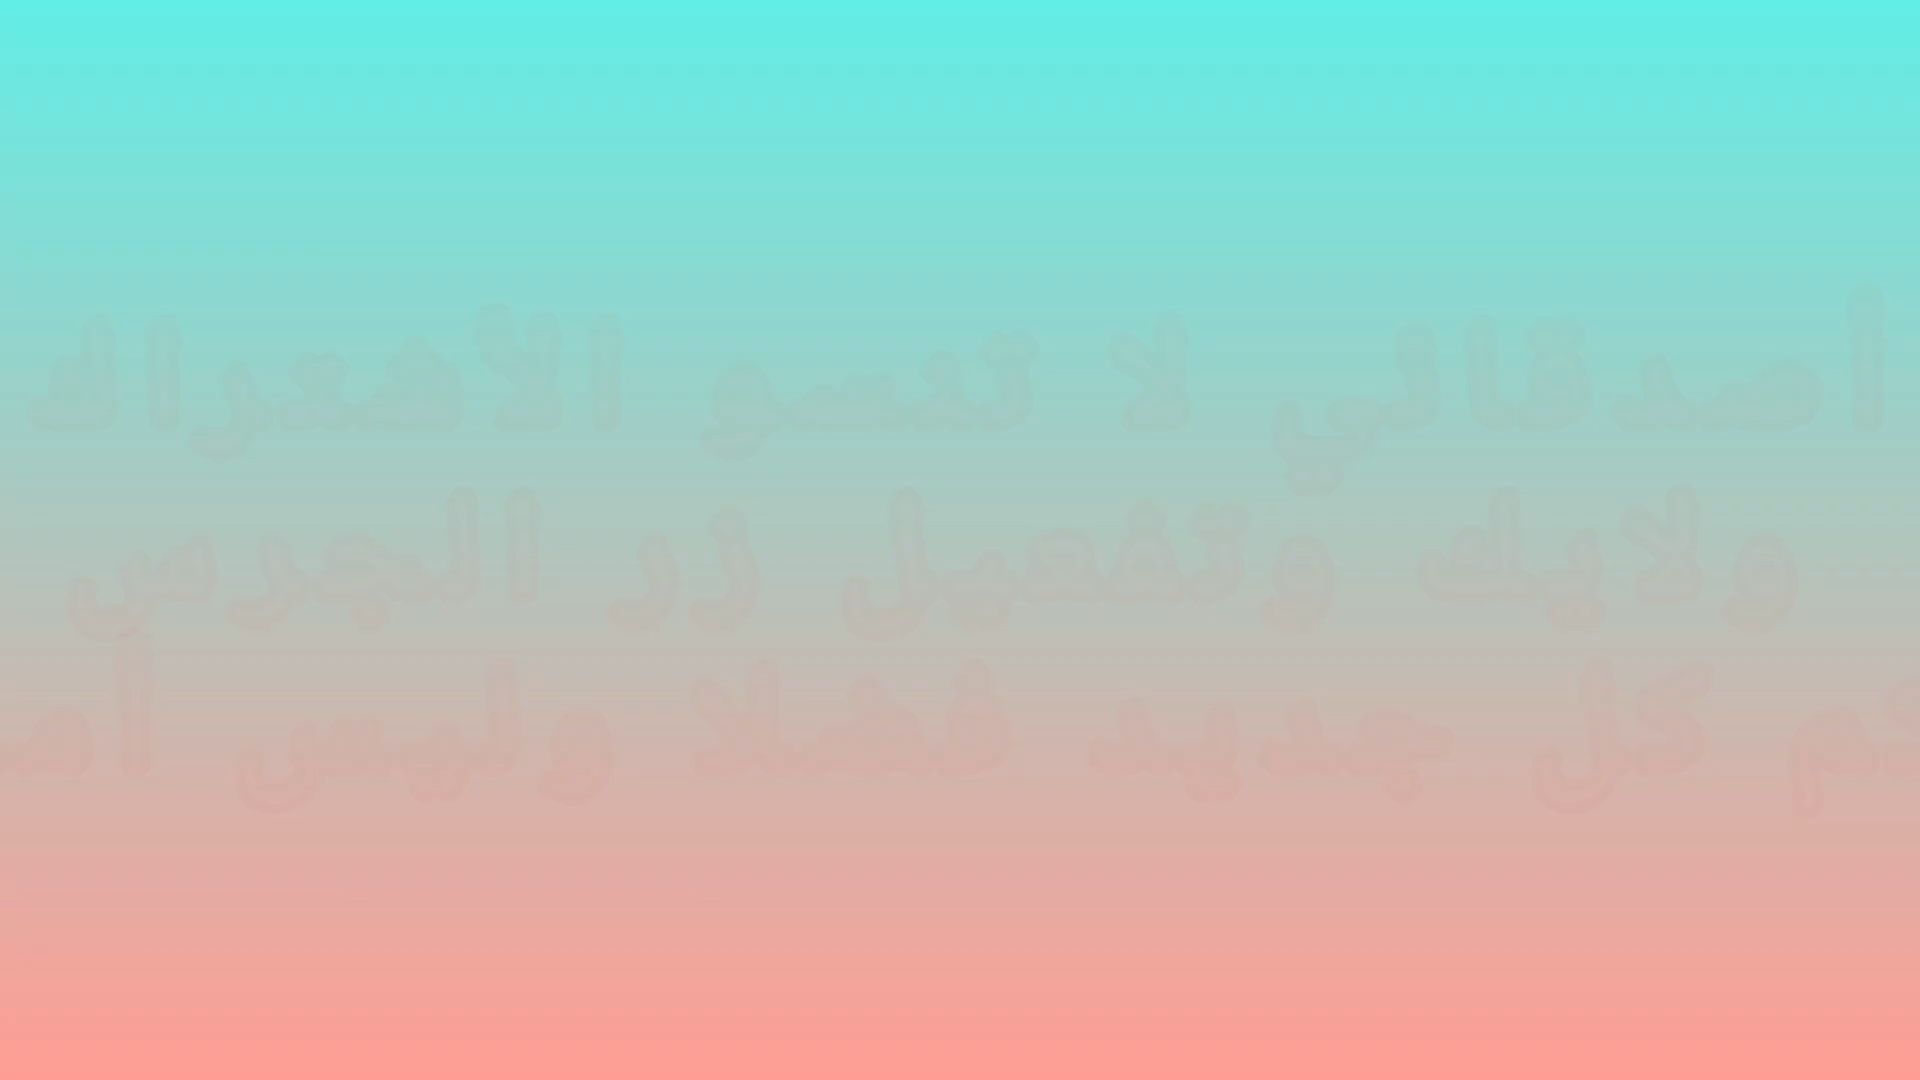 أصدقائي لا تنسو الاشتراك
ولايك وتفعيل زر الجرس
كل جديد فضلا وليس